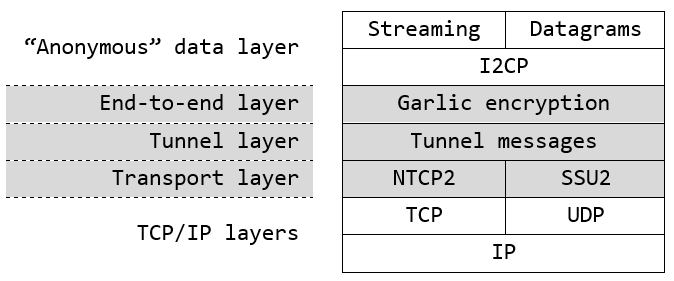 “Anonymous” data layer
Streaming Datagrams
I2CP
End-to-end layer Garlic encryption
Tunnel layer Tunnel messages
Transport layer NTCP2 SSU2
TCP/IP layers
TCP UDP
IP